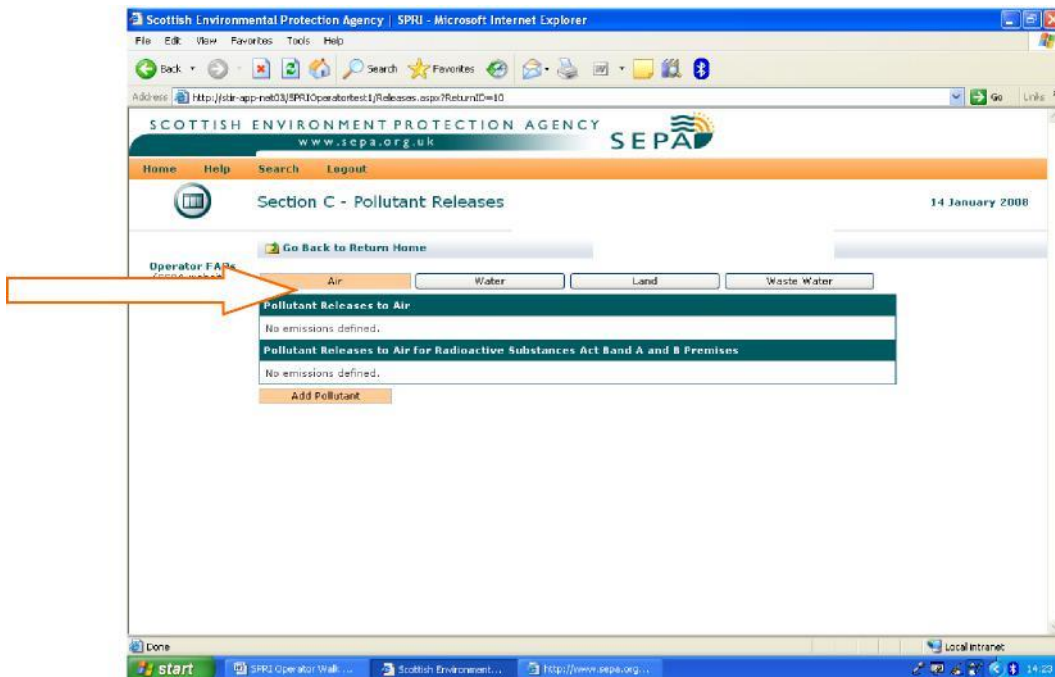 Scottish Environmental Protection Agency | SPRI - Microsoft Internet Explorer
File Edit View Favorites Tools Help
Back Search Favorites
Address http://stir-app-net03/SPRIOperatortest1/Releases.aspx?ReturnID=10 Go Links
SCOTTISH ENVIRONMENT PROTECTION AGENCY
www.sepa.org.uk
SEPA
Home Help Search Logout
Section C - Pollutant Releases 14 January 2008
Go Back to Return Home
Operator FAQs
Air Water Land Waste Water
Pollutant Releases to Air
No emissions defined.
Pollutant Releases to Air for Radioactive Substances Act Band A and B Premises
No emissions defined.
Add Pollutant
Done Local intranet
start SPRI Operator Walk ... Scottish Environment... http://www.sepa.org... 14:23